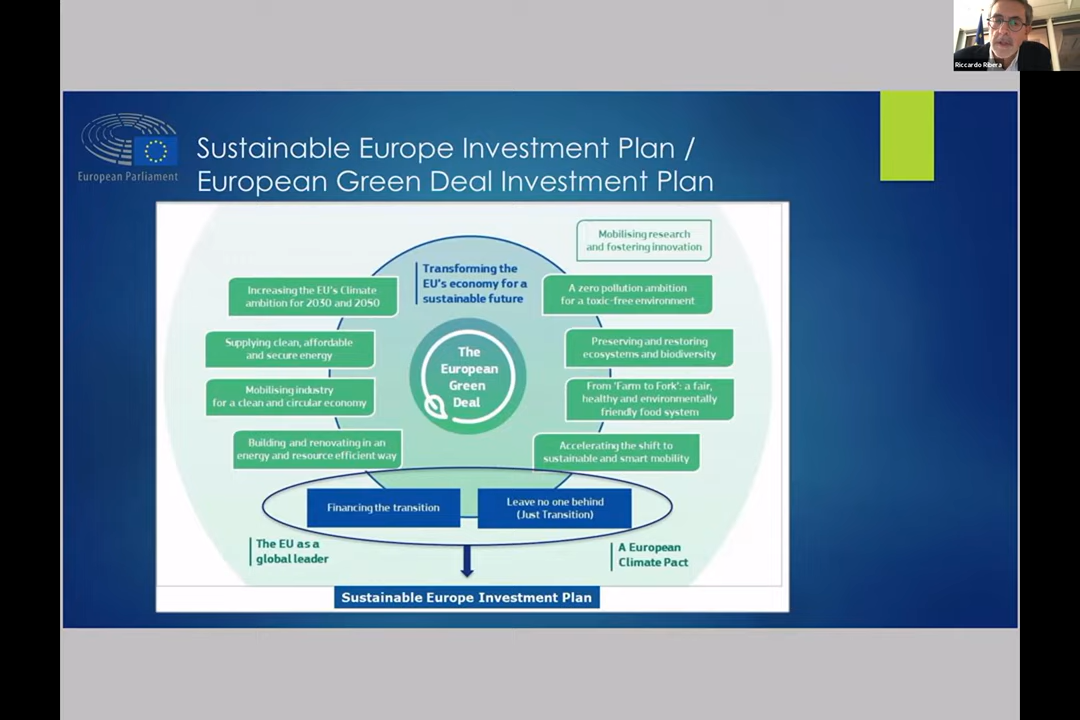 Riccardo Ribera
European Parliament
Sustainable Europe Investment Plan /
European Green Deal Investment Plan
Mobilising research
and fostering innovation
Transforming the
EU's economy for a
sustainable future
Increasing the EU's Climate
ambition for 2030 and 2050
A zero pollution ambition
for a toxic-free environment
Supplying clean, affordable
and secure energy
Preserving and restoring
ecosystems and biodiversity
The
European
Green
Deal
Mobilising industry
for a clean and circular economy
From 'Farm to Fork': a fair,
healthy and environmentally
friendly food system
Building and renovating in an
energy and resource efficient way
Accelerating the shift to
sustainable and smart mobility
Financing the transition
Leave no one behind
(Just Transition)
The EU as a
global leader
A European
Climate Pact
Sustainable Europe Investment Plan